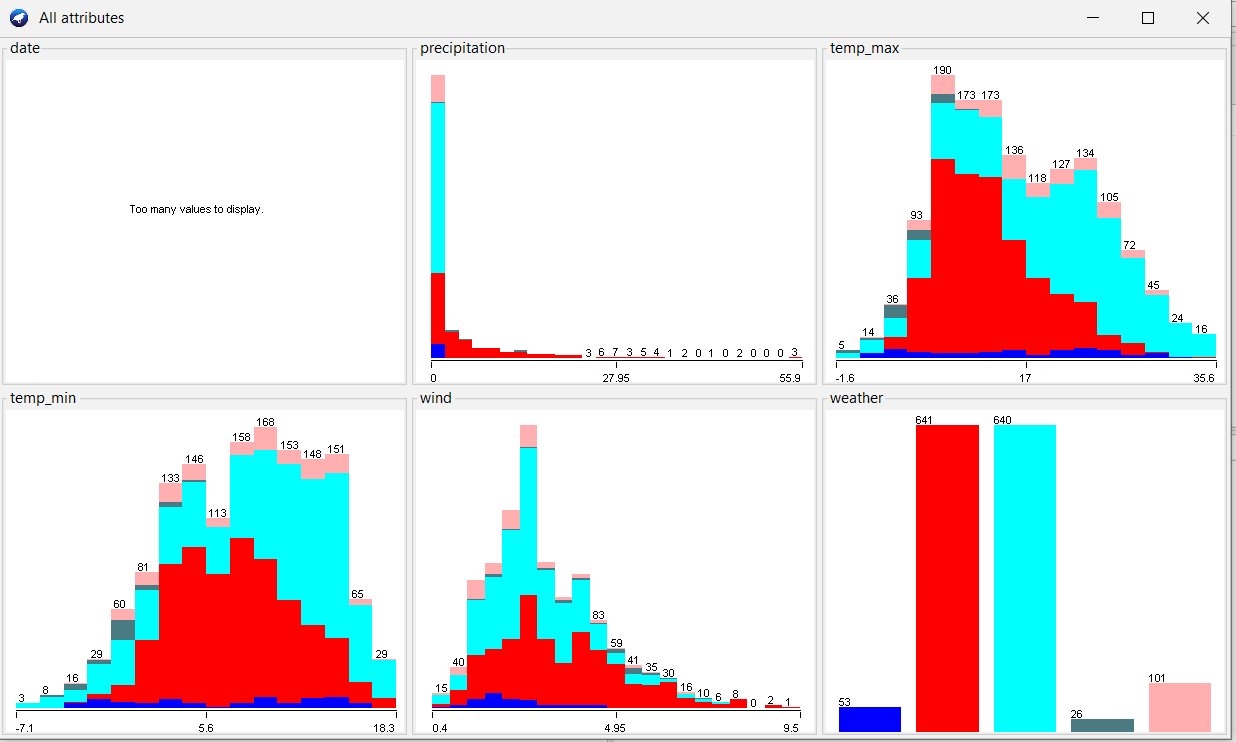 All attributes
date
precipitation
temp_max
Too many values to display.
3 6 7 3 5 4 1 2 0 1 0 2 0 0 0 3
0 27.95 55.9
5 14 36 93 190 173 173 136 118 127 134 105 72 45 24 16
-1.6 17 35.6
temp_min
wind
weather
3 8 16 29 60 81 133 146 113 158 168 153 148 151 65 29
-7.1 5.6 18.3
15 40 83 59 41 35 30 16 10 6 8 0 2 1
0.4 4.95 9.5
53 641 640 26 101